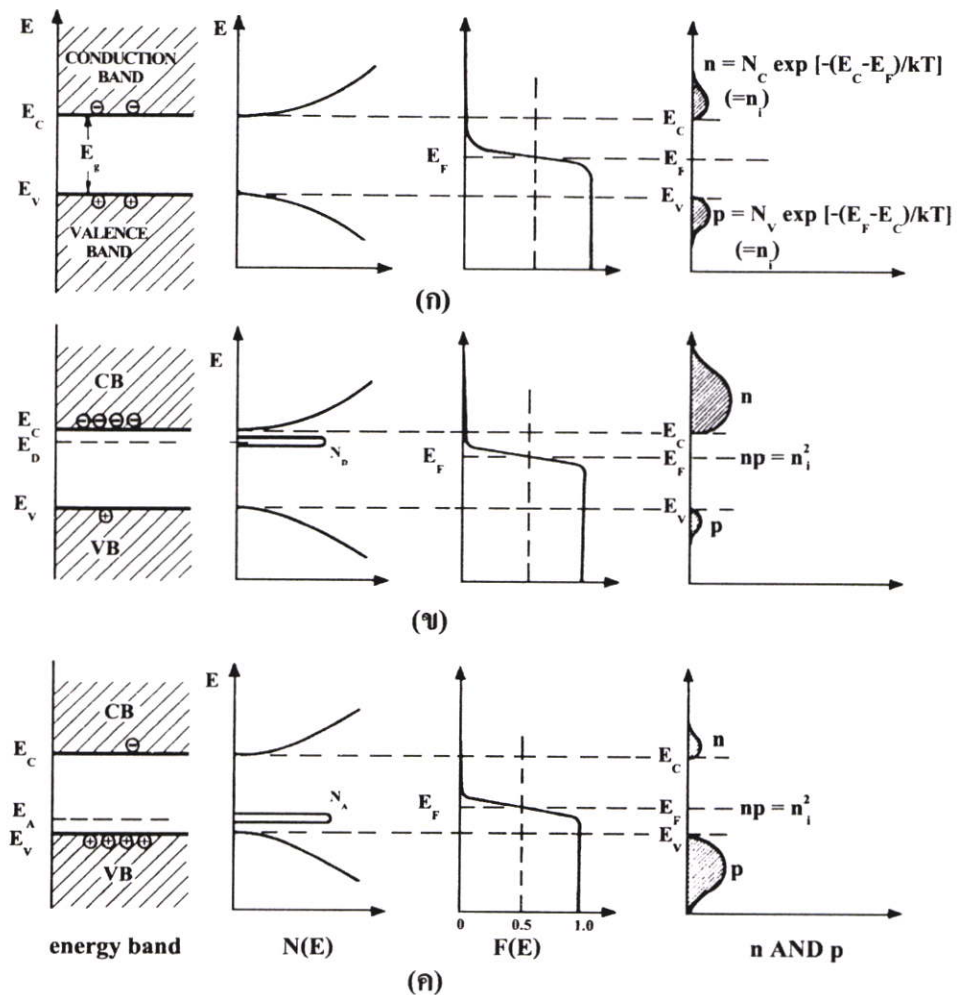 E
CONDUCTION
BAND
E_C
E_g
E_V
VALENCE
BAND
E
E_F
E_C
E_F
E_V
n = N_C exp [-(E_C-E_F)/kT]
(=n_i)
p = N_V exp [-(E_F-E_C)/kT]
(=n_i)
(ก)
CB
E_C
E_D
E_V
VB
E
N_D
E_F
E_C
E_F
E_V
n
np = n_i^2
p
(ข)
CB
E_C
E_A
E_V
VB
E
N_A
E_F
0 0.5 1.0
E_C
E_F
E_V
n
np = n_i^2
p
energy band N(E) F(E) n AND p
(ค)